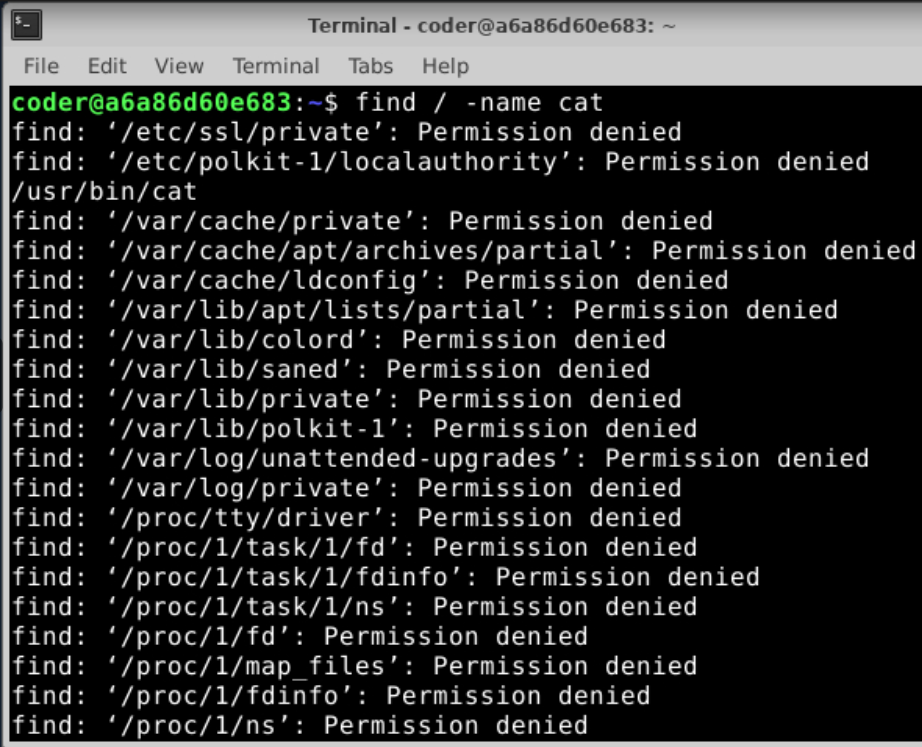 Terminal - coder@a6a86d60e683: ~
File Edit View Terminal Tabs Help
coder@a6a86d60e683:~$ find / -name cat
find: ‘/etc/ssl/private’: Permission denied
find: ‘/etc/polkit-1/localauthority’: Permission denied
/usr/bin/cat
find: ‘/var/cache/private’: Permission denied
find: ‘/var/cache/apt/archives/partial’: Permission denied
find: ‘/var/cache/ldconfig’: Permission denied
find: ‘/var/lib/apt/lists/partial’: Permission denied
find: ‘/var/lib/colord’: Permission denied
find: ‘/var/lib/saned’: Permission denied
find: ‘/var/lib/private’: Permission denied
find: ‘/var/lib/polkit-1’: Permission denied
find: ‘/var/log/unattended-upgrades’: Permission denied
find: ‘/var/log/private’: Permission denied
find: ‘/proc/tty/driver’: Permission denied
find: ‘/proc/1/task/1/fd’: Permission denied
find: ‘/proc/1/task/1/fdinfo’: Permission denied
find: ‘/proc/1/task/1/ns’: Permission denied
find: ‘/proc/1/fd’: Permission denied
find: ‘/proc/1/map_files’: Permission denied
find: ‘/proc/1/fdinfo’: Permission denied
find: ‘/proc/1/ns’: Permission denied